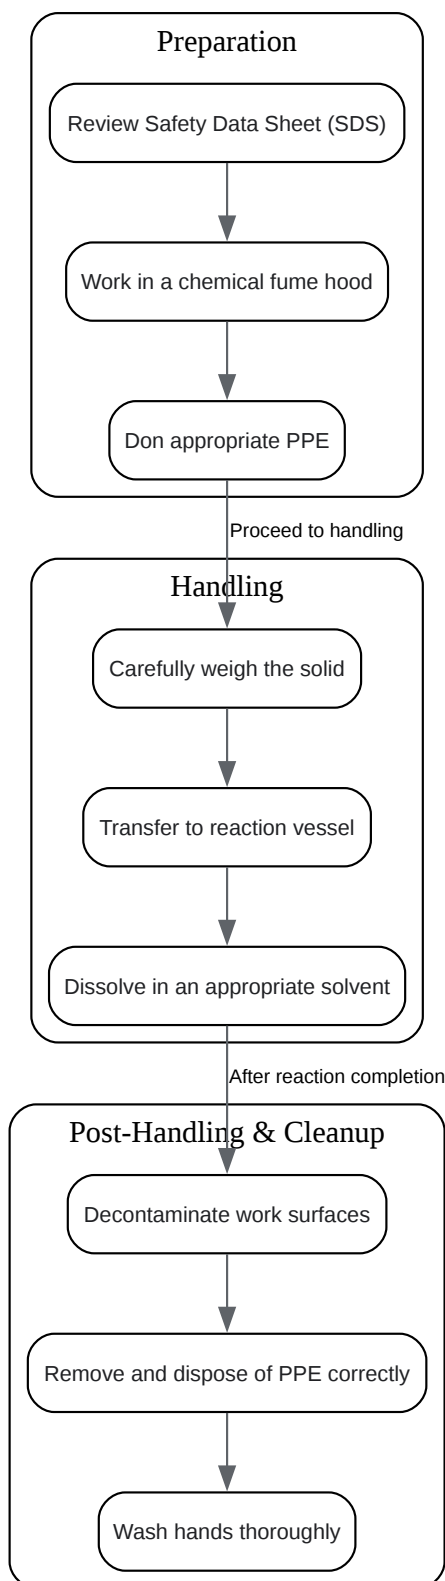 Preparation
Review Safety Data Sheet (SDS)
Work in a chemical fume hood
Don appropriate PPE
Proceed to handling
Handling
Carefully weigh the solid
Transfer to reaction vessel
Dissolve in an appropriate solvent
After reaction completion
Post-Handling & Cleanup
Decontaminate work surfaces
Remove and dispose of PPE correctly
Wash hands thoroughly